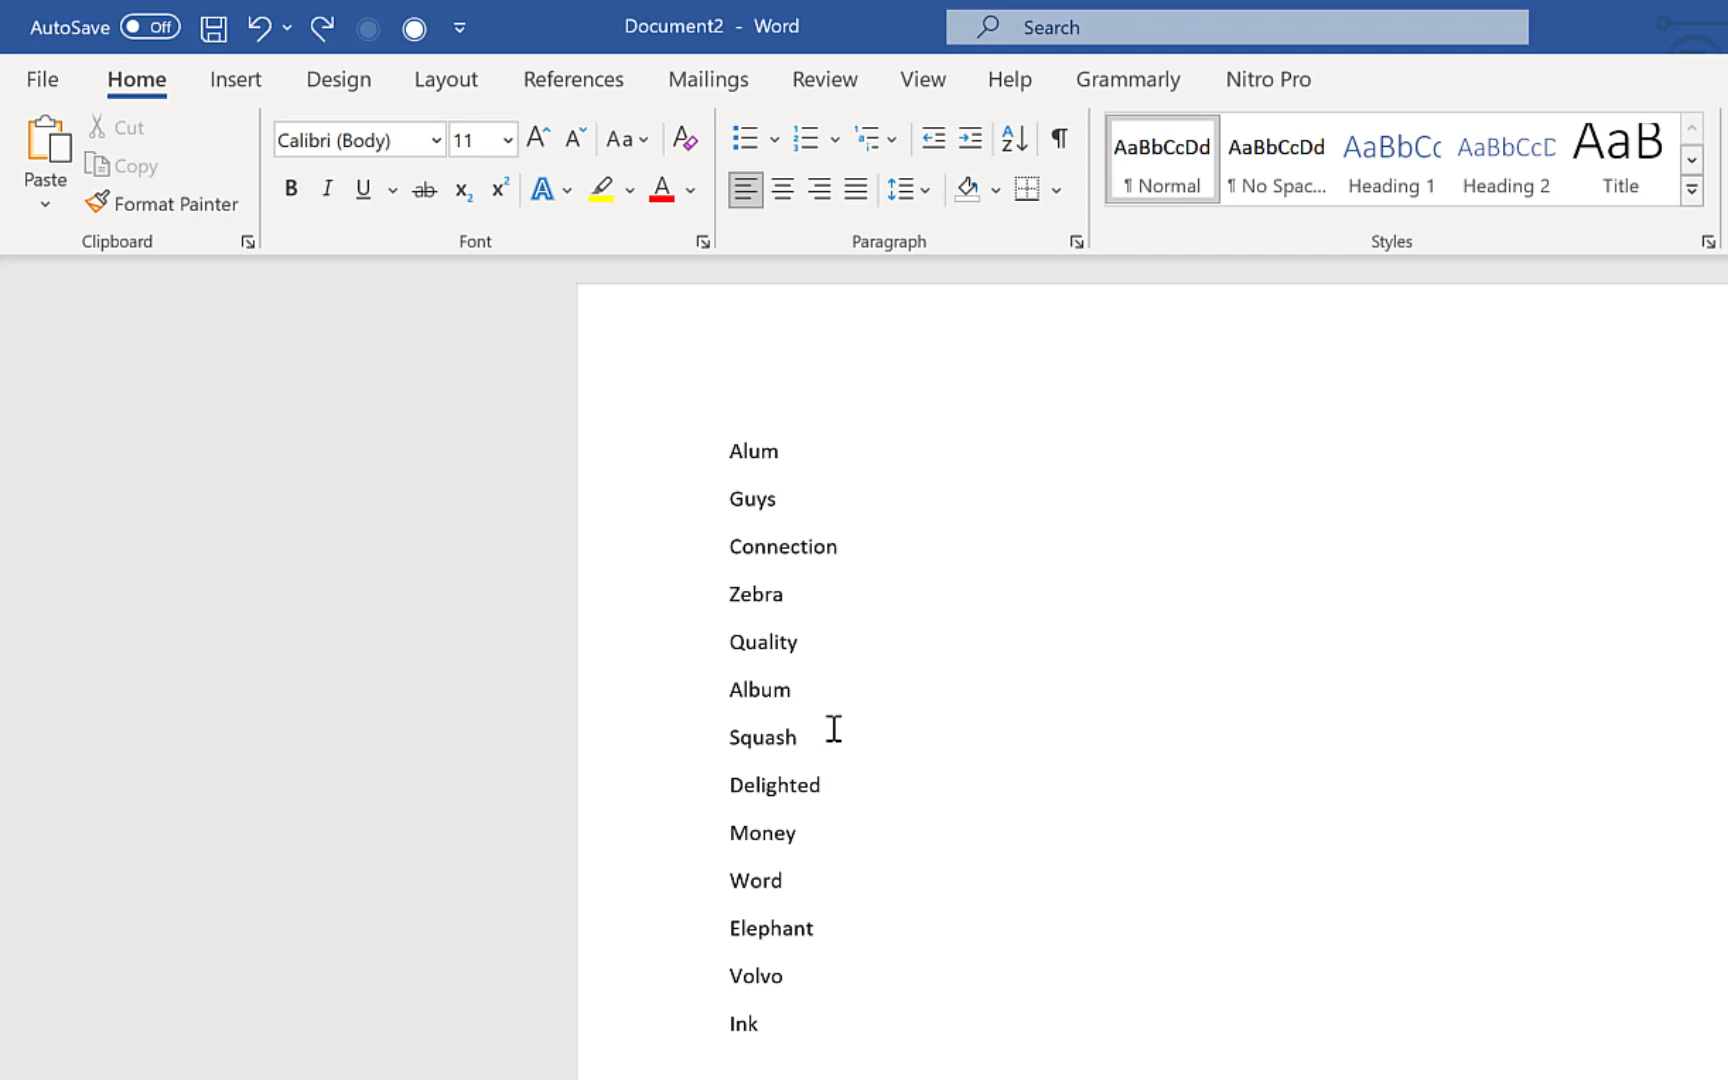 AutoSave Off Document2 - Word Search
File Home Insert Design Layout References Mailings Review View Help Grammarly Nitro Pro
Paste
Cut
Copy
Format Painter
Clipboard
Calibri (Body) 11 A A Aa A
B I U ab x2 x2 A A
Font
A Z ¶
Paragraph
AaBbCcDd AaBbCcDd AaBbCc AaBbCcD AaB
¶ Normal ¶ No Spac... Heading 1 Heading 2 Title
Styles
Alum
Guys
Connection
Zebra
Quality
Album
Squash
Delighted
Money
Word
Elephant
Volvo
Ink